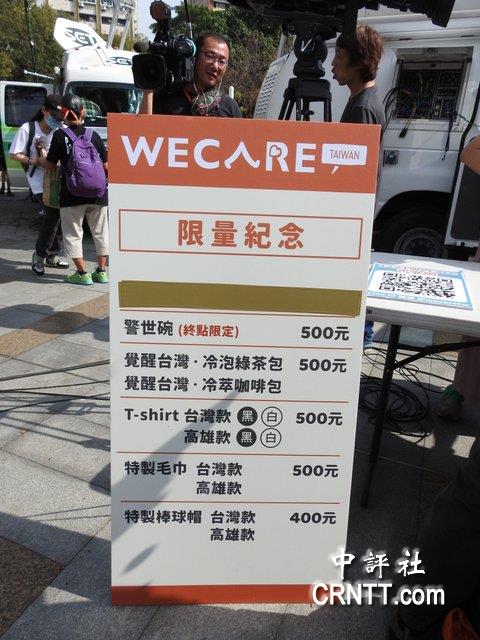 WECARE!
TAIWAN
限量紀念
警世碗 (終點限定) 500元
覺醒台灣·冷泡綠茶包 500元
覺醒台灣·冷萃咖啡包
T-shirt 台灣款 黑 白 500元
高雄款 黑 白
特製毛巾 台灣款 500元
高雄款
特製棒球帽 台灣款 400元
高雄款
中評社
CRNTT.com